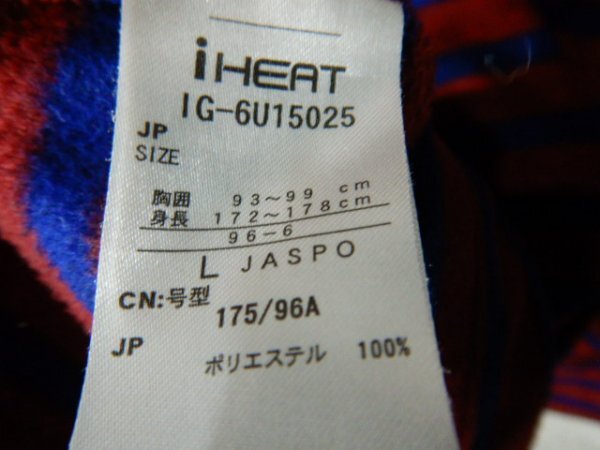 iHEAT
IG-6U15025
JP
SIZE
胸囲 93～99 cm
身長 172～178cm
96－6
L JASPO
CN:号型 175/96A
JP ポリエステル 100%